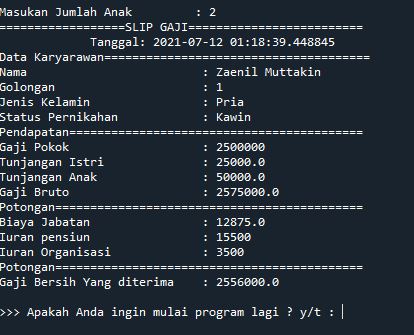 Masukan Jumlah Anak : 2
==================SLIP GAJI=========================
Tanggal: 2021-07-12 01:18:39.448845
Data Karyarawan=====================================
Nama : Zaenil Muttakin
Golongan : 1
Jenis Kelamin : Pria
Status Pernikahan : Kawin
Pendapatan==========================================
Gaji Pokok : 2500000
Tunjangan Istri : 25000.0
Tunjangan Anak : 50000.0
Gaji Bruto : 2575000.0
Potongan============================================
Biaya Jabatan : 12875.0
Iuran pensiun : 15500
Iuran Organisasi : 3500
Potongan============================================
Gaji Bersih Yang diterima : 2556000.0
>>> Apakah Anda ingin mulai program lagi ? y/t :